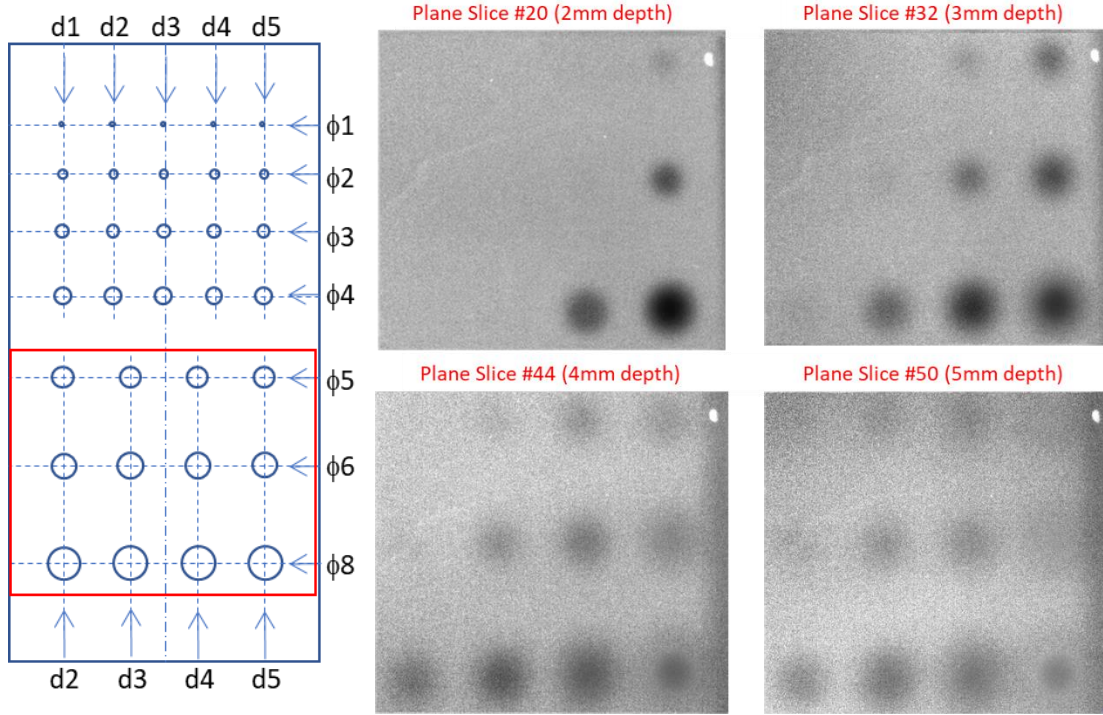 d1 d2 d3 d4 d5
ϕ1
ϕ2
ϕ3
ϕ4
ϕ5
ϕ6
ϕ8
d2 d3 d4 d5
Plane Slice #20 (2mm depth)
Plane Slice #32 (3mm depth)
Plane Slice #44 (4mm depth)
Plane Slice #50 (5mm depth)